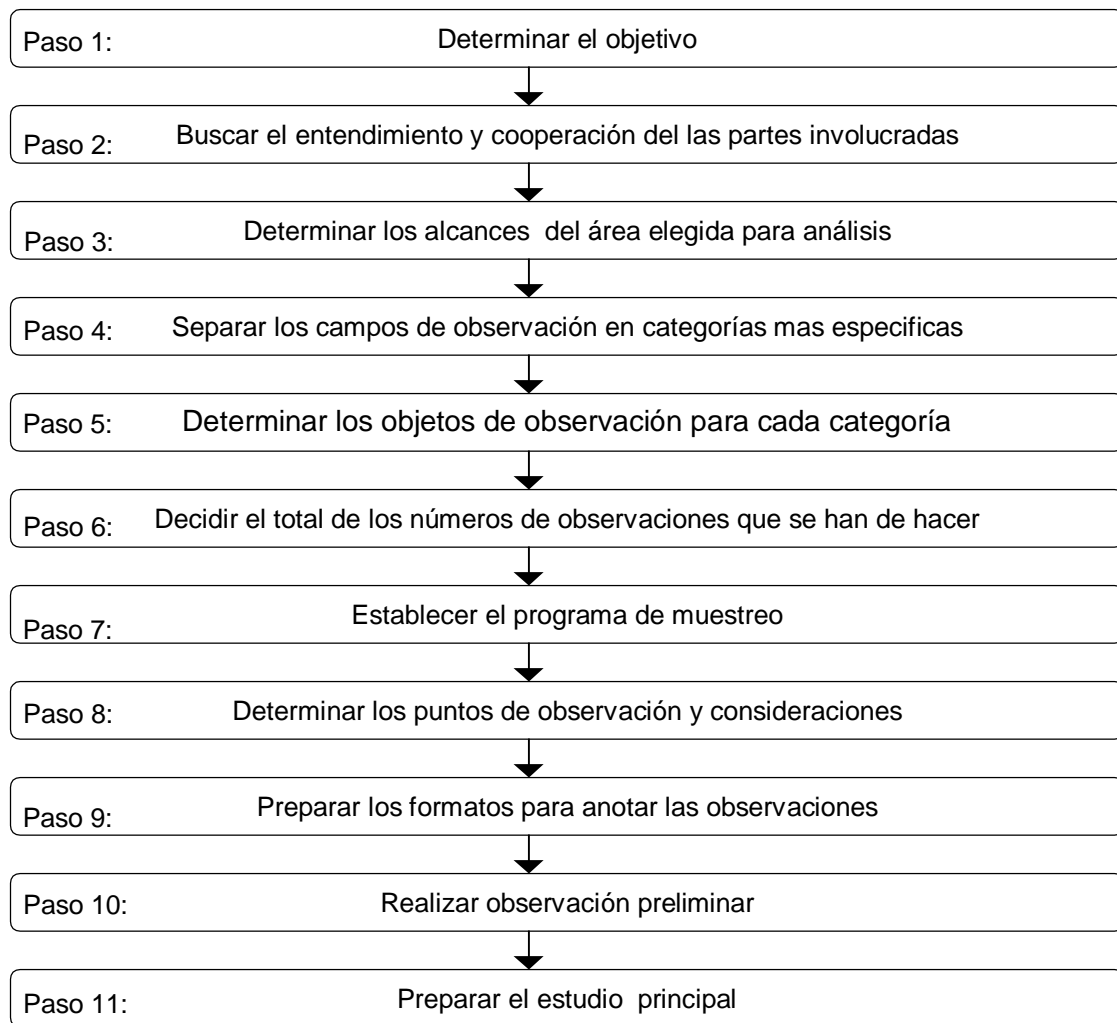 Paso 1: Determinar el objetivo
Paso 2: Buscar el entendimiento y cooperación del las partes involucradas
Paso 3: Determinar los alcances del área elegida para análisis
Paso 4: Separar los campos de observación en categorías mas especificas
Paso 5: Determinar los objetos de observación para cada categoría
Paso 6: Decidir el total de los números de observaciones que se han de hacer
Paso 7: Establecer el programa de muestreo
Paso 8: Determinar los puntos de observación y consideraciones
Paso 9: Preparar los formatos para anotar las observaciones
Paso 10: Realizar observación preliminar
Paso 11: Preparar el estudio principal